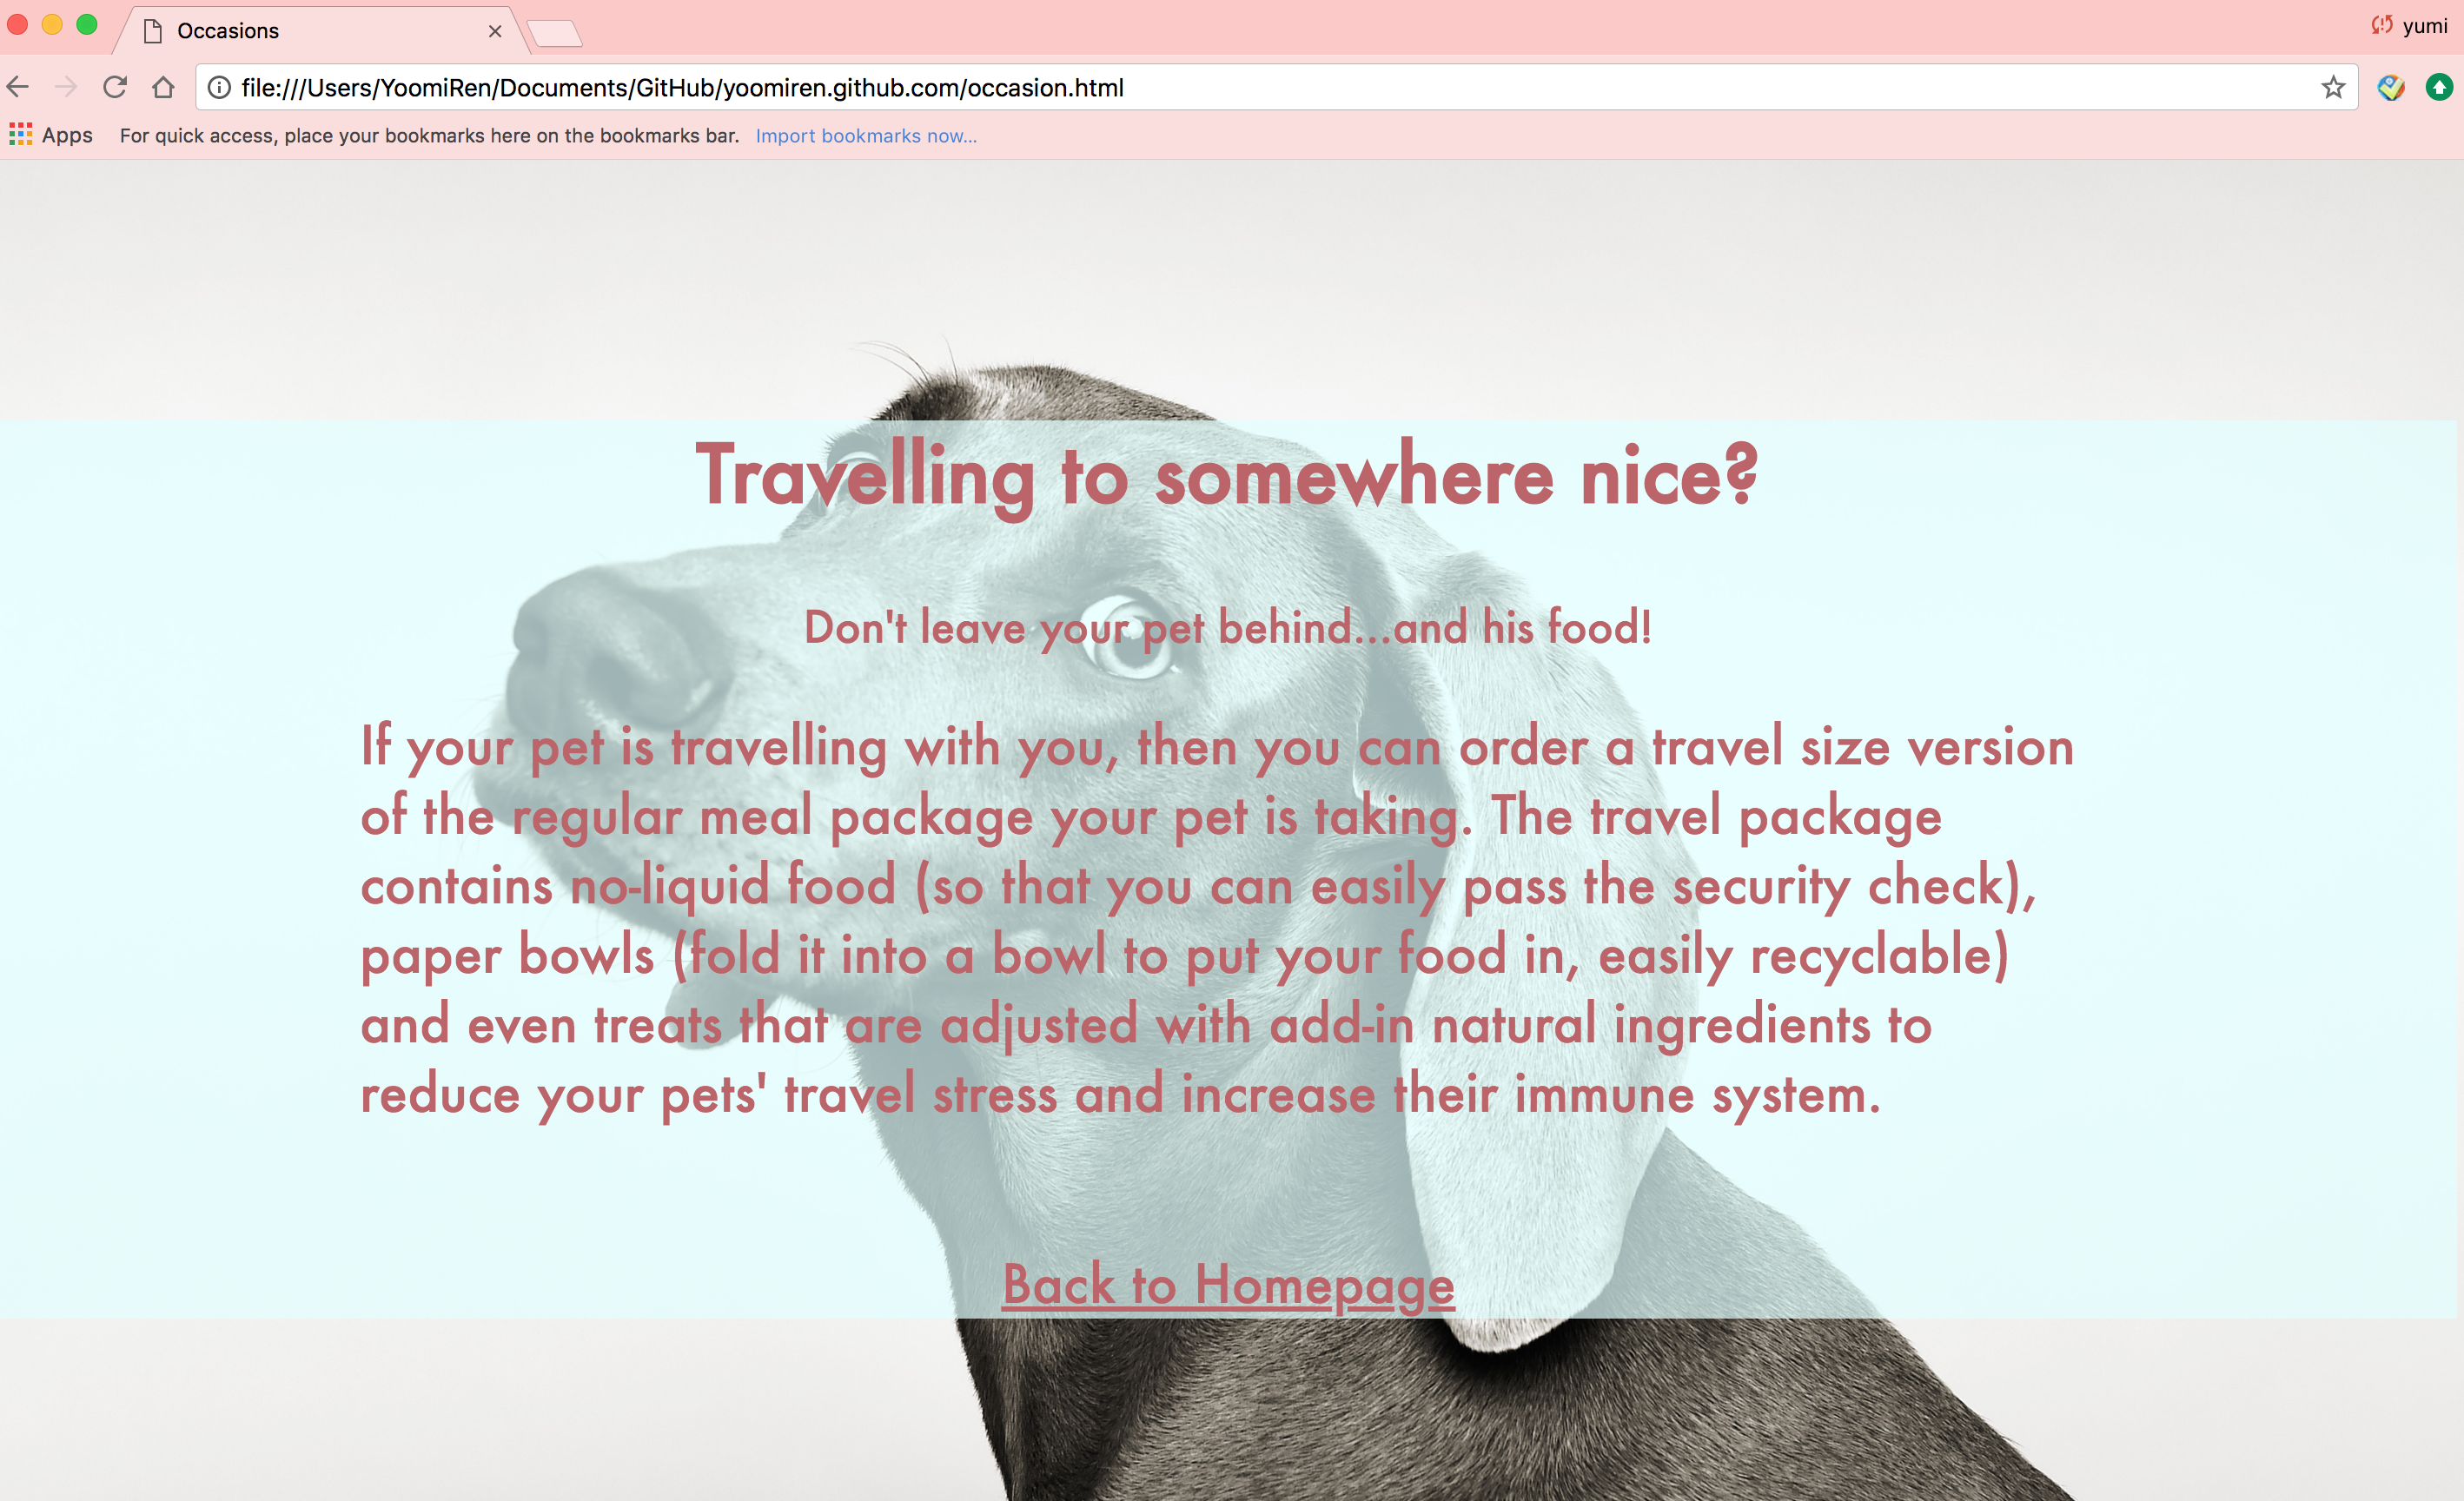 Occasions
yumi
file:///Users/YoomiRen/Documents/GitHub/yoomiren.github.com/occasion.html
Apps For quick access, place your bookmarks here on the bookmarks bar. Import bookmarks now...
Travelling to somewhere nice?
Don't leave your pet behind...and his food!
If your pet is travelling with you, then you can order a travel size version
of the regular meal package your pet is taking. The travel package
contains no-liquid food (so that you can easily pass the security check),
paper bowls (fold it into a bowl to put your food in, easily recyclable)
and even treats that are adjusted with add-in natural ingredients to
reduce your pets' travel stress and increase their immune system.
Back to Homepage